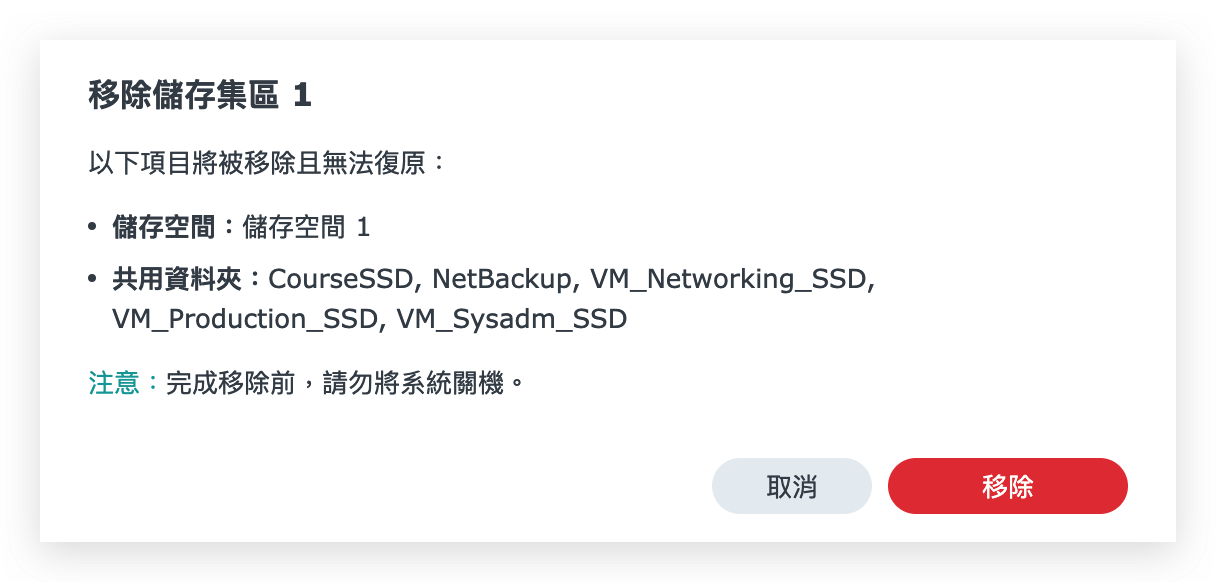 移除儲存集區 1
以下項目將被移除且無法復原：
• 儲存空間：儲存空間 1
• 共用資料夾：CourseSSD, NetBackup, VM_Networking_SSD,
VM_Production_SSD, VM_Sysadm_SSD
注意：完成移除前，請勿將系統關機。
取消
移除